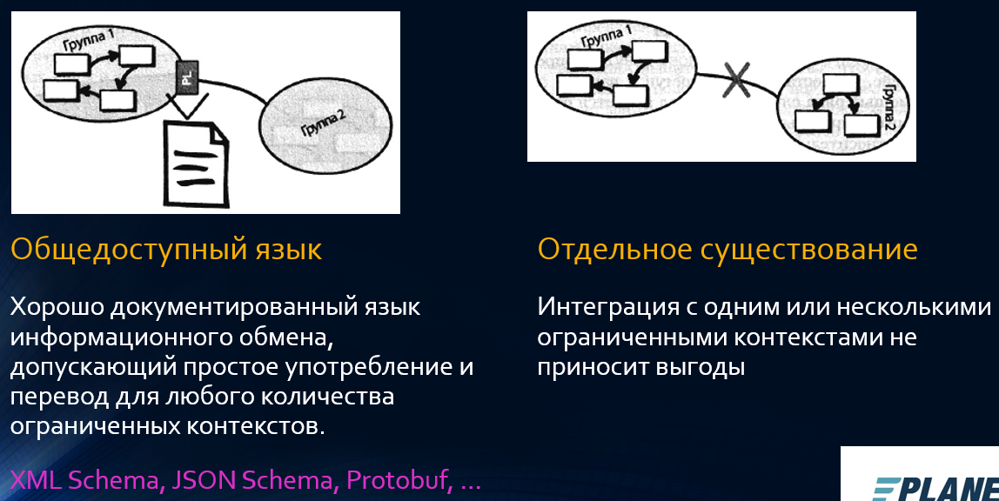 Группа 1
PL
Группа 2
Группа 1
Группа 2
Общедоступный язык
Хорошо документированный язык
информационного обмена,
допускающий простое употребление и
перевод для любого количества
ограниченных контекстов.
XML Schema, JSON Schema, Protobuf, ...
Отдельное существование
Интеграция с одним или несколькими
ограниченными контекстами не
приносит выгоды
PLANE